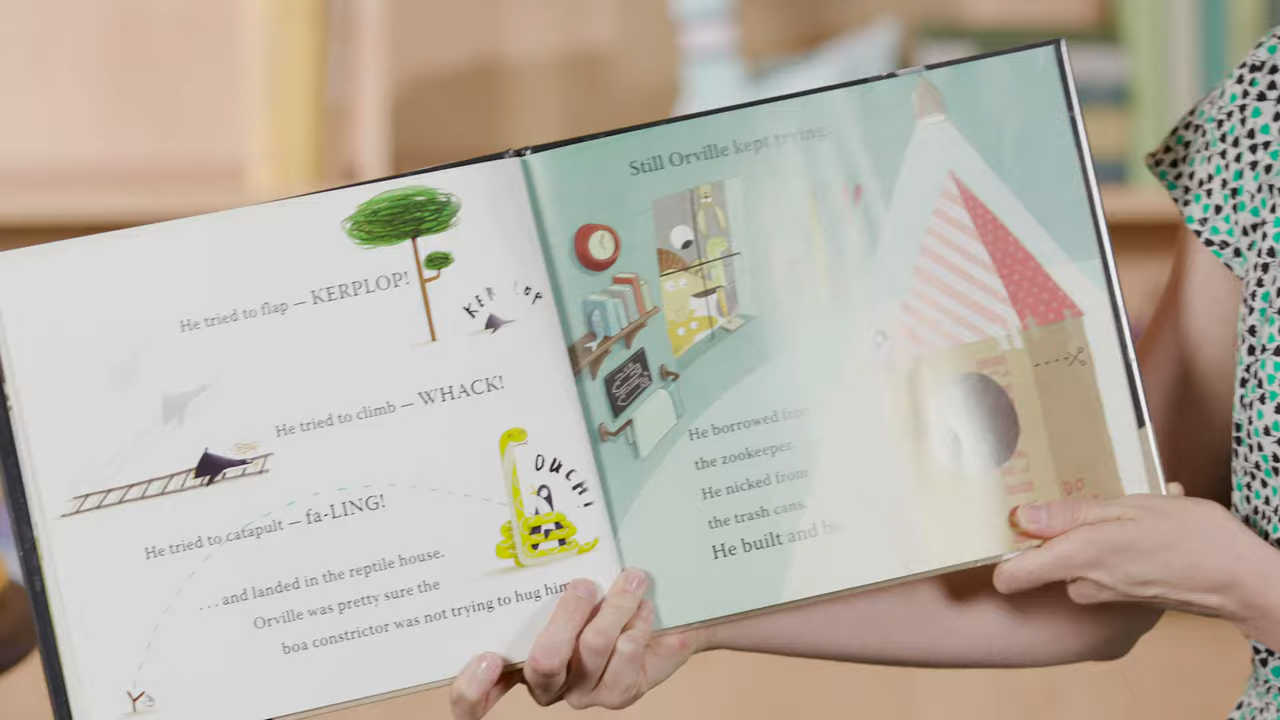 He tried to flap – KERPLOP!
He tried to climb – WHACK!
He tried to catapult – fa-LING!
OUCH!
...and landed in the reptile house.
Orville was pretty sure the
boa constrictor was not trying to hug him
Still Orville kept trying.
He borrowed from
the zookeeper.
He nicked from
the trash cans.
He built and